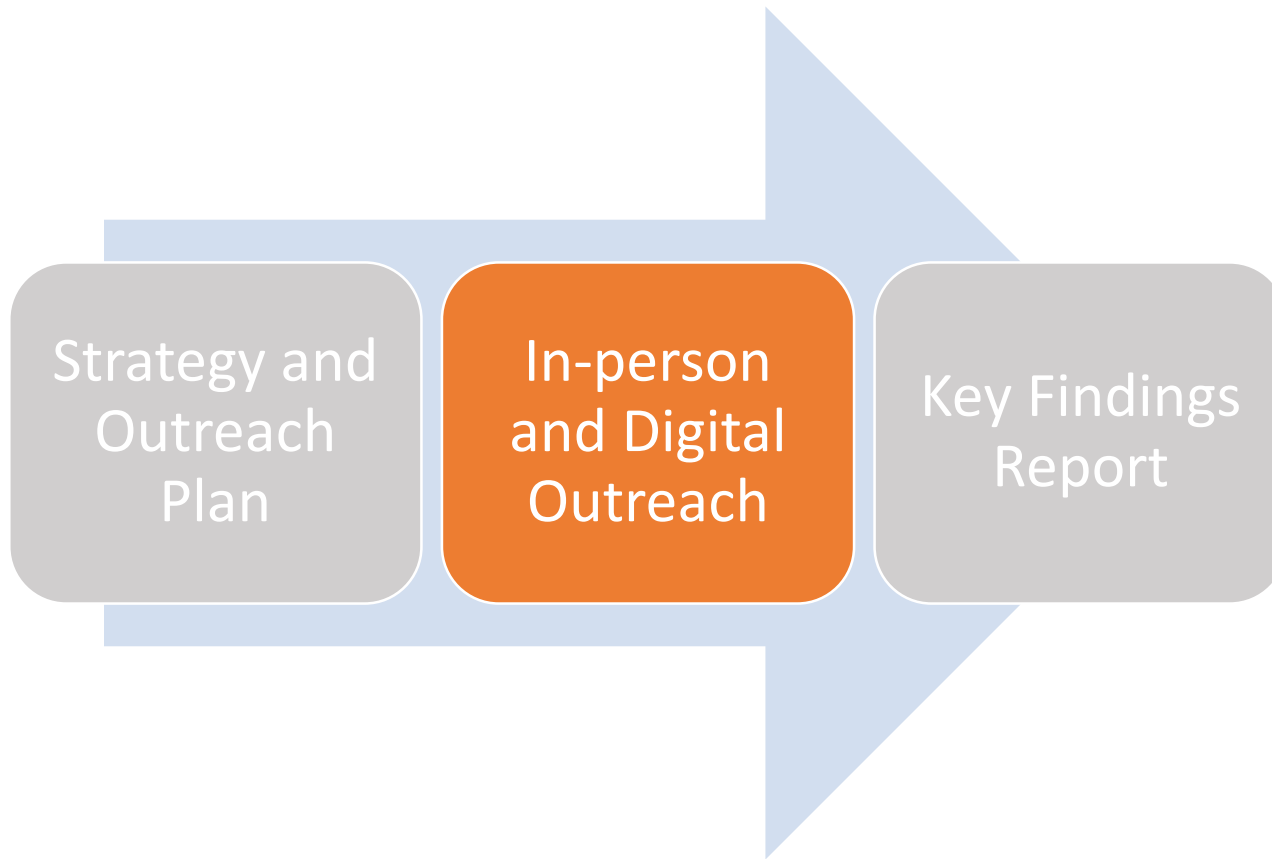 Strategy and
Outreach
Plan
In-person
and Digital
Outreach
Key Findings
Report